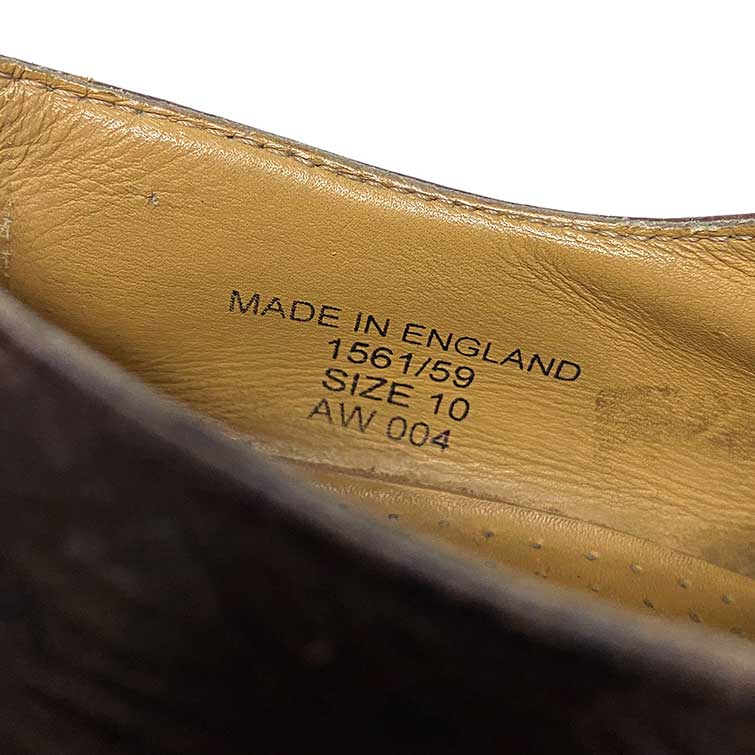 MADE IN ENGLAND
1561/59
SIZE 10
AW 004